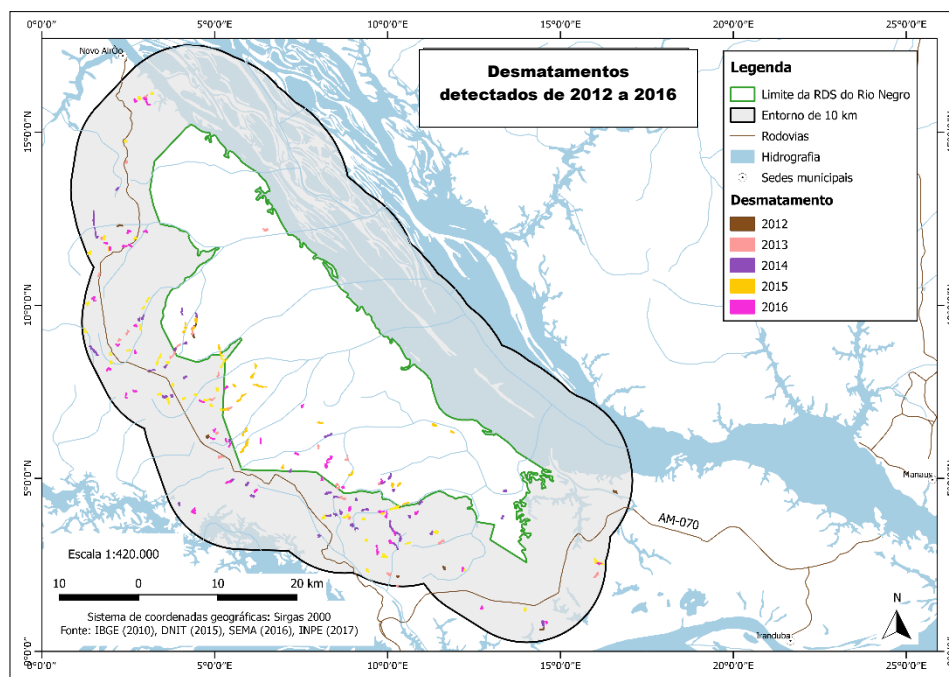 0°0'0"
5°0'0"E
10°0'0"E
15°0'0"E
20°0'0"E
25°0'0"E
Novo Airão
Desmatamentos
detectados de 2012 a 2016
Legenda
Limite da RDS do Rio Negro
Entorno de 10 km
Rodovias
Hidrografia
Sedes municipais
Desmatamento
2012
2013
2014
2015
2016
15°0'0"N
10°0'0"N
5°0'0"N
0°0'0"
Manaus
AM-070
Iranduba
Escala 1:420.000
10 0 10 20 km
Sistema de coordenadas geográficas: Sirgas 2000
Fonte: IBGE (2010), DNIT (2015), SEMA (2016), INPE (2017)
N
0°0'0"
5°0'0"E
10°0'0"E
15°0'0"E
20°0'0"E
25°0'0"E